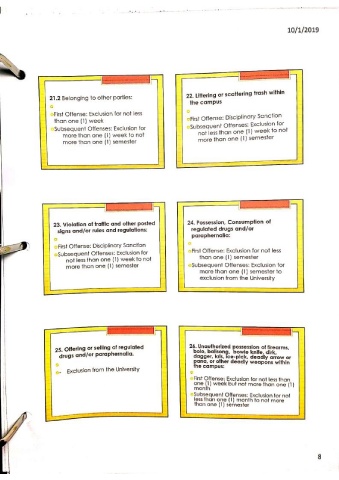 10/1/2019
21.2 Belonging to other parties:
First Offense: Exclusion for not less
than one (1) week
Subsequent Offenses: Exclusion for
more than one (1) week to not
more than one (1) semester
22. Littering or scattering trash within
the campus
First Offense: Disciplinary Sanction
Subsequent Offenses: Exclusion for
not less than one (1) week to not
more than one (1) semester
23. Violation of traffic and other posted
signs and/or rules and regulations:
First Offense: Disciplinary Sanction
Subsequent Offenses: Exclusion for
not less than one (1) week to not
more than one (1) semester
24. Possession, Consumption of
regulated drugs and/or
paraphernalia:
First Offense: Exclusion for not less
than one (1) semester
Subsequent Offenses: Exclusion for
more than one (1) semester to
exclusion from the University
25. Offering or selling of regulated
drugs and/or paraphernalia.
Exclusion from the University
26. Unauthorized possession of firearms,
bolo, balisong, bowie knife, dirk,
dagger, kris, ice-pick, deadly arrow or
pana, or other deadly weapons within
the campus:
First Offense: Exclusion for not less than
one (1) week but not more than one (1)
month
Subsequent Offenses: Exclusion for not
less than one (1) month to not more
than one (1) semester
8